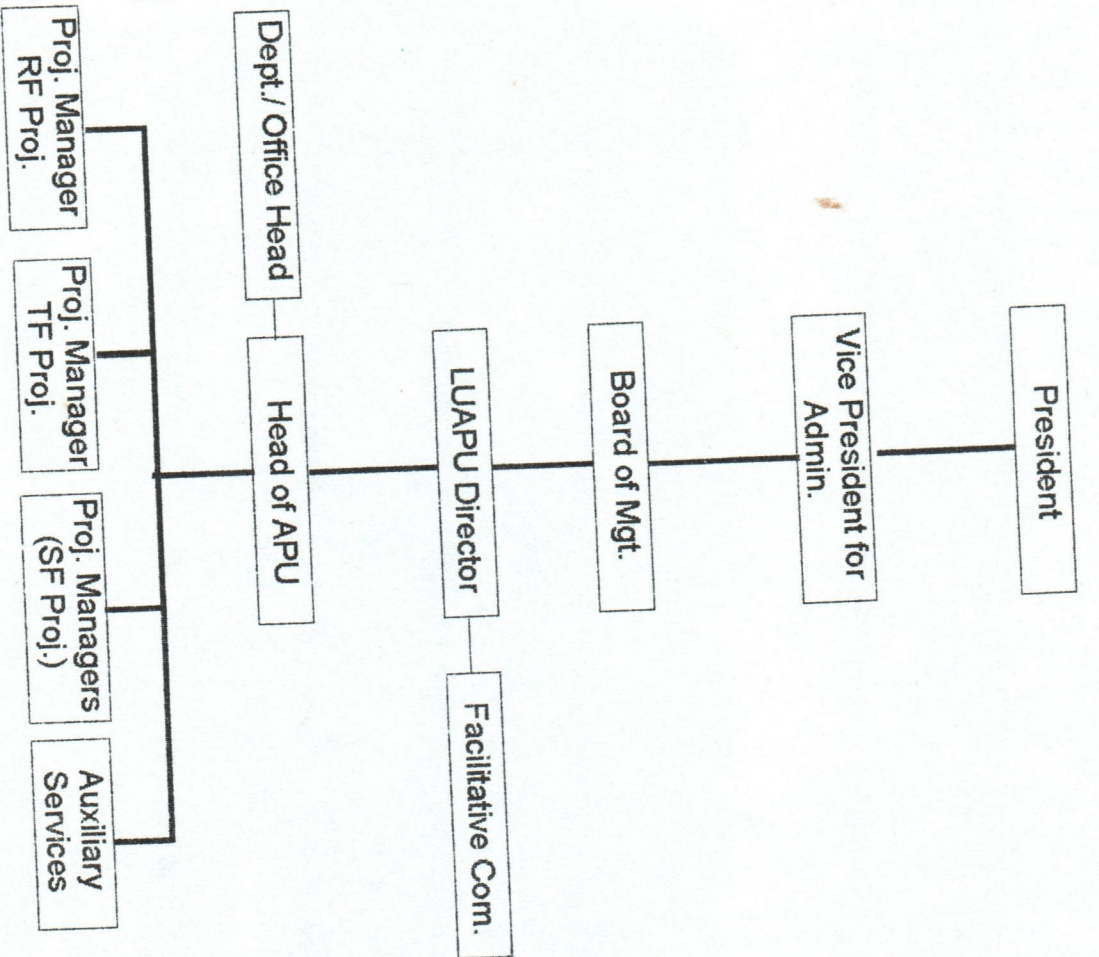 President
Vice President for
Admin.
Board of Mgt.
LUAPU Director
Facilitative Com.
Dept./ Office Head
Head of APU
Proj. Manager
RF Proj.
Proj. Manager
TF Proj.
Proj. Managers
(SF Proj.)
Auxiliary
Services